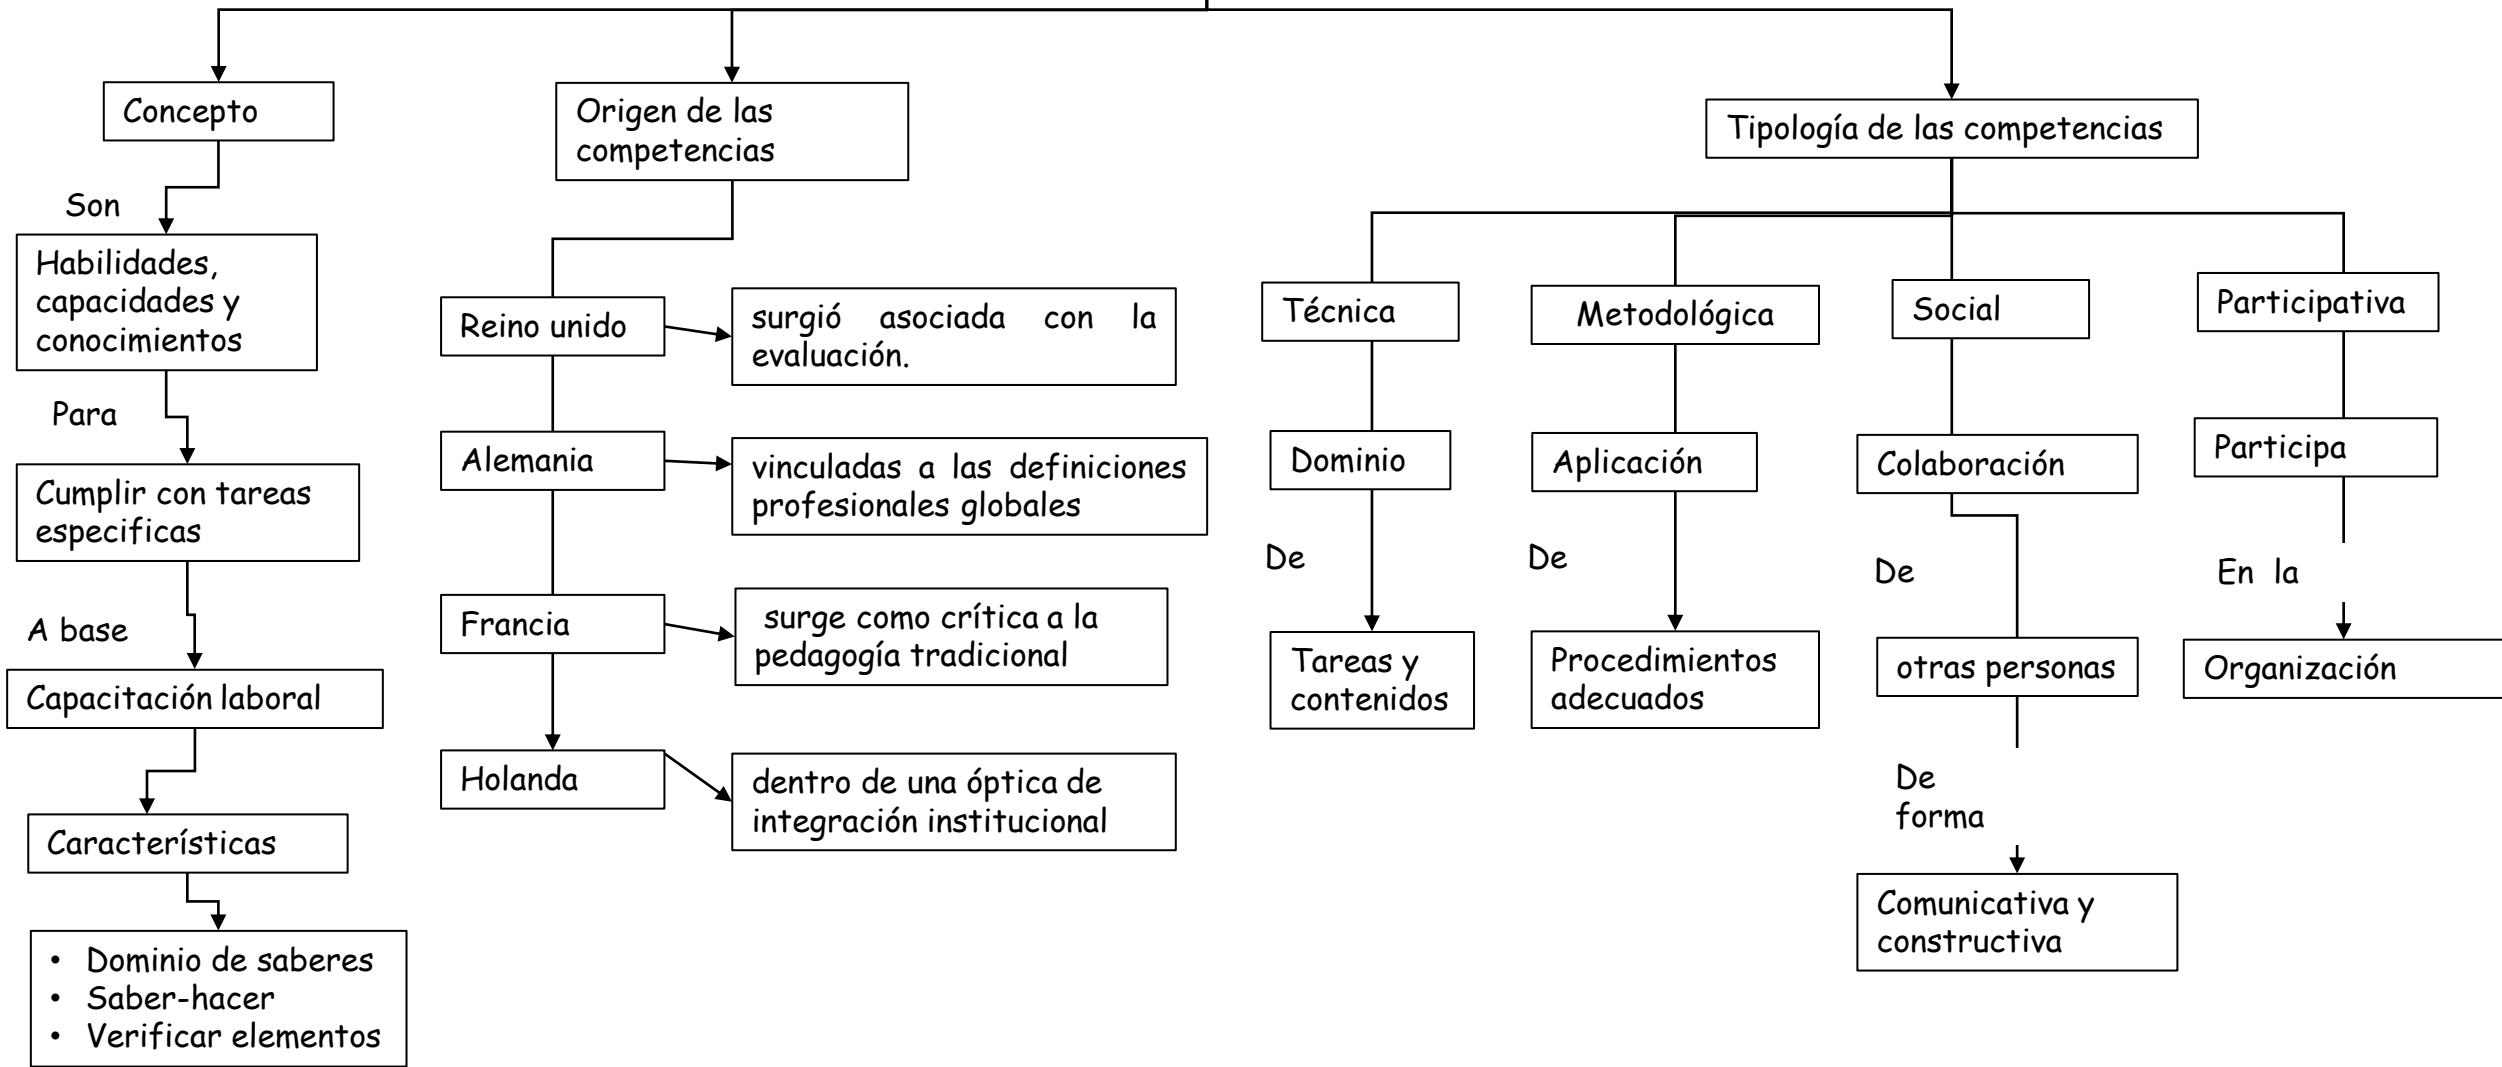 Concepto
Son
Habilidades,
capacidades y
conocimientos
Para
Cumplir con tareas
especificas
A base
Capacitación laboral
Características
• Dominio de saberes
• Saber-hacer
• Verificar elementos
Origen de las
competencias
Reino unido
surgió asociada con la
evaluación.
Alemania
vinculadas a las definiciones
profesionales globales
Francia
surge como crítica a la
pedagogía tradicional
Holanda
dentro de una óptica de
integración institucional
Tipología de las competencias
Técnica
Dominio
De
Tareas y
contenidos
Metodológica
Aplicación
De
Procedimientos
adecuados
Social
Colaboración
De
otras personas
De
forma
Comunicativa y
constructiva
Participativa
Participa
En la
Organización